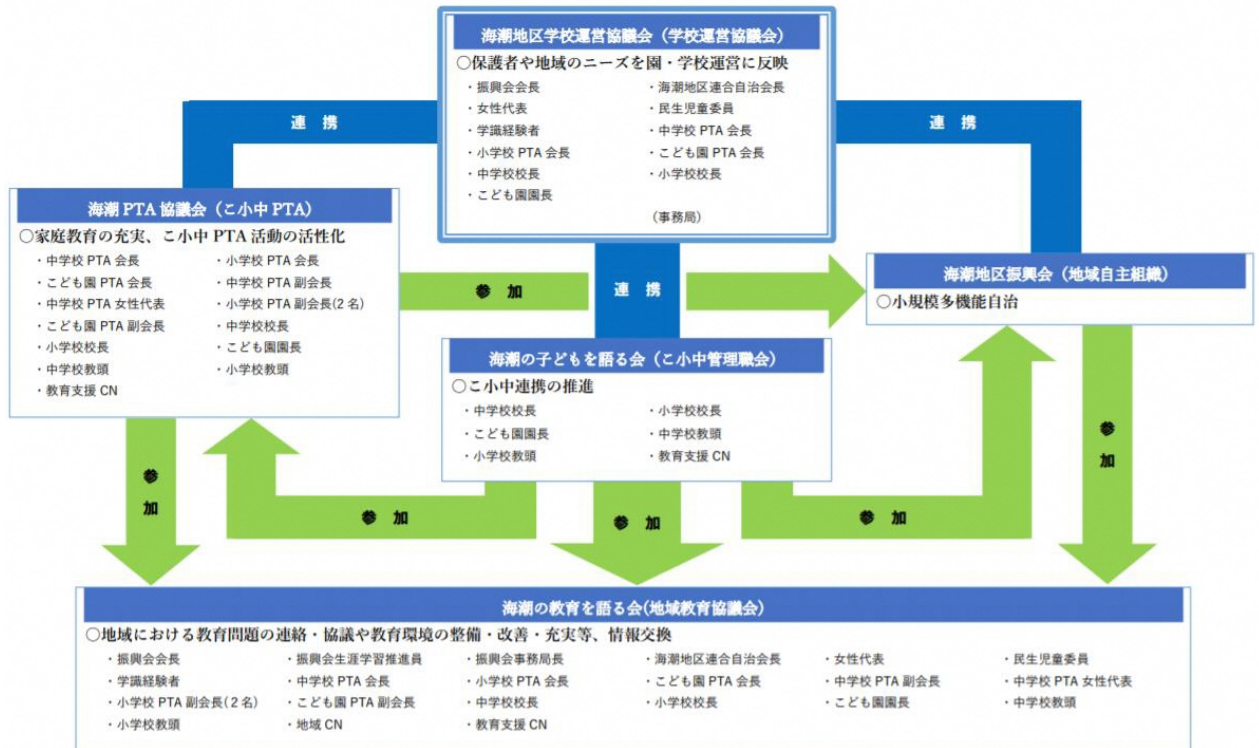 海潮地区学校運営協議会（学校運営協議会）
○保護者や地域のニーズを園・学校運営に反映
・振興会会長 ・海潮地区連合自治会長
・女性代表 ・民生児童委員
・学識経験者 ・中学校 PTA 会長
・小学校 PTA 会長 ・こども園 PTA 会長
・中学校校長 ・小学校校長
・こども園園長
（事務局）
連 携
連 携
海潮 PTA 協議会（こ小中 PTA）
○家庭教育の充実、こ小中 PTA 活動の活性化
・中学校 PTA 会長 ・小学校 PTA 会長
・こども園 PTA 会長 ・中学校 PTA 副会長
・中学校 PTA 女性代表 ・小学校 PTA 副会長(2 名)
・こども園 PTA 副会長 ・中学校校長
・小学校校長 ・こども園園長
・中学校教頭 ・小学校教頭
・教育支援 CN
参 加
連 携
海潮地区振興会（地域自主組織）
○小規模多機能自治
海潮の子どもを語る会（こ小中管理職会）
○こ小中連携の推進
・中学校校長 ・小学校校長
・こども園園長 ・中学校教頭
・小学校教頭 ・教育支援 CN
参 加
参 加
参 加
参 加
参 加
海潮の教育を語る会(地域教育協議会)
○地域における教育問題の連絡・協議や教育環境の整備・改善・充実等、情報交換
・振興会会長 ・振興会生涯学習推進員 ・振興会事務局長 ・海潮地区連合自治会長 ・女性代表 ・民生児童委員
・学識経験者 ・中学校 PTA 会長 ・小学校 PTA 会長 ・こども園 PTA 会長 ・中学校 PTA 副会長 ・中学校 PTA 女性代表
・小学校 PTA 副会長(2 名) ・こども園 PTA 副会長 ・中学校校長 ・小学校校長 ・こども園園長 ・中学校教頭
・小学校教頭 ・地域 CN ・教育支援 CN